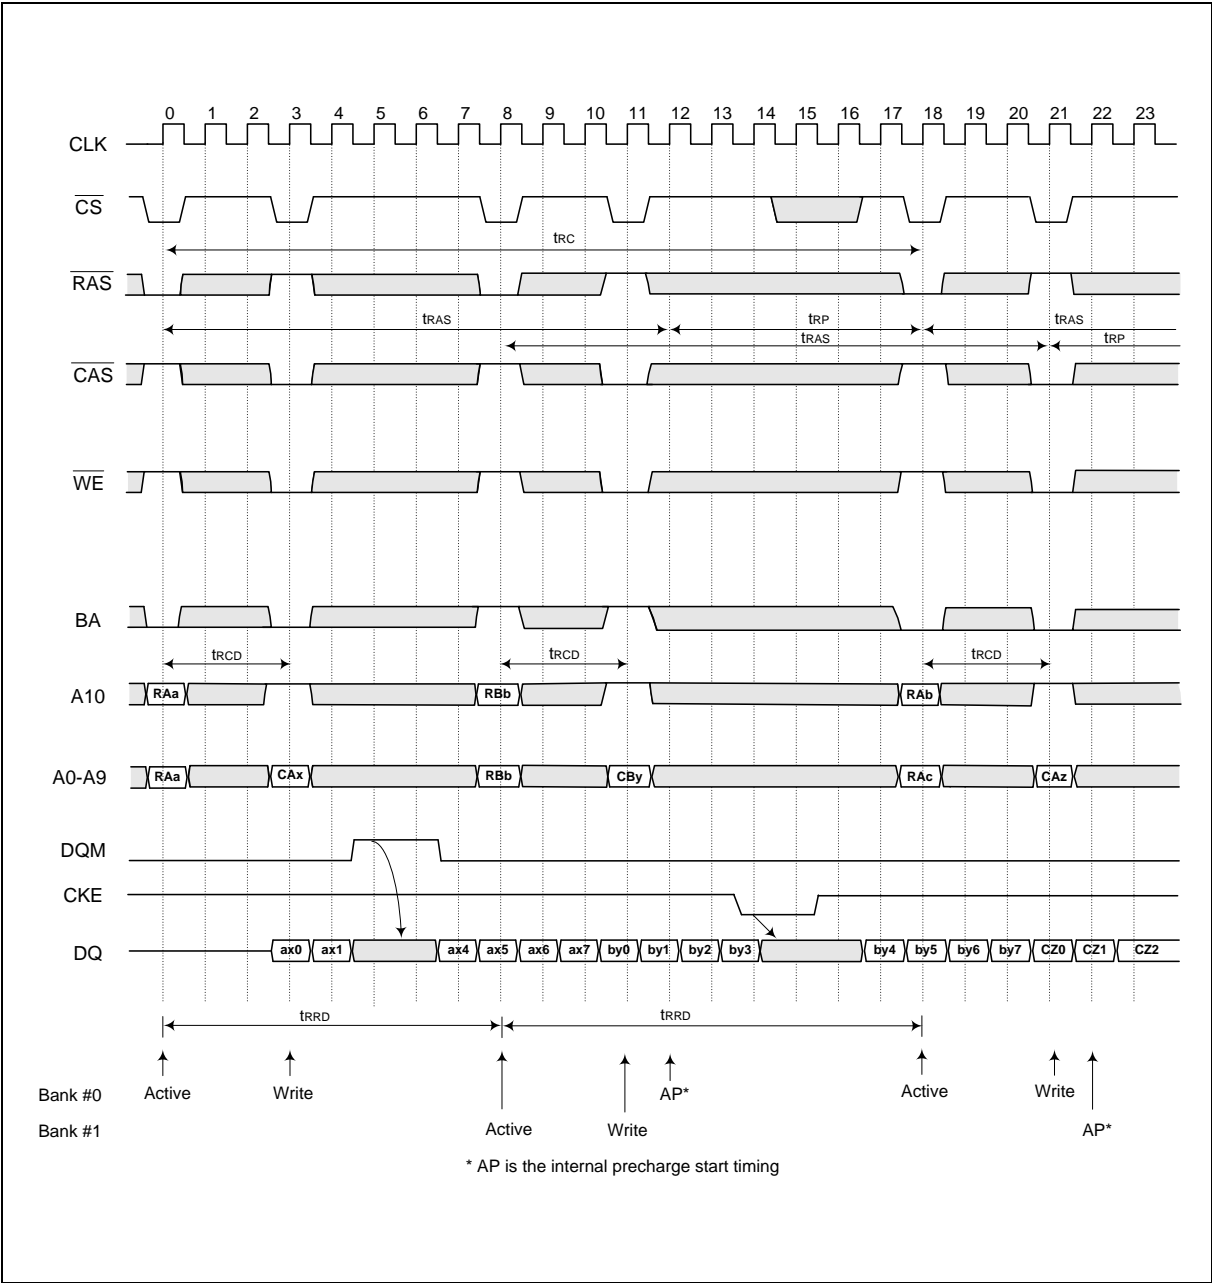 0 1 2 3 4 5 6 7 8 9 10 11 12 13 14 15 16 17 18 19 20 21 22 23
CLK
CS
tRC
RAS
tRAS tRP tRAS
tRAS tRP
CAS
WE
BA
tRCD tRCD tRCD
A10 RAa RBb RAb
A0-A9 RAa CAx RBb CBy RAc CAz
DQM
CKE
DQ ax0 ax1 ax4 ax5 ax6 ax7 by0 by1 by2 by3 by4 by5 by6 by7 CZ0 CZ1 CZ2
tRRD tRRD
Bank #0 Active Write AP* Active Write
Bank #1 Active Write AP*
* AP is the internal precharge start timing